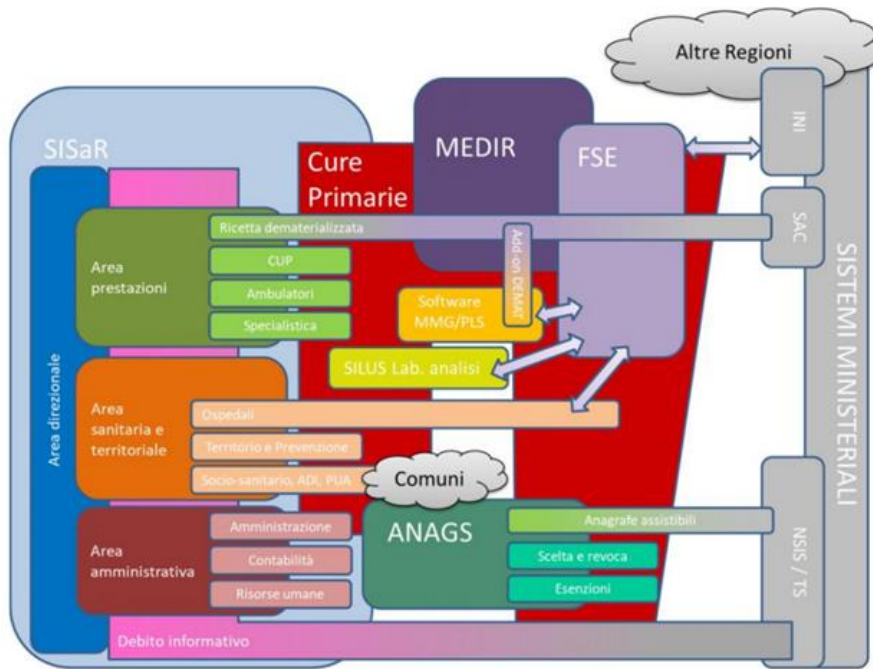 Altre Regioni
SISaR
MEDIR
FSE
INI
Cure
Primarie
Ricetta dematerializzata
SAC
Area
prestazioni
CUP
Ambulatori
Specialistica
Add-on DEMAT
Software
MMG/PLS
SILUS Lab. analisi
SISTEMI MINISTERIALI
Area direzionale
Area
sanitaria e
territoriale
Ospedali
Territorio e Prevenzione
Socio-sanitario, ADI, PUA
Comuni
Area
amministrativa
Amministrazione
Contabilità
Risorse umane
ANAGS
Anagrafe assistibili
Scelta e revoca
Esenzioni
NSIS / TS
Debito informativo